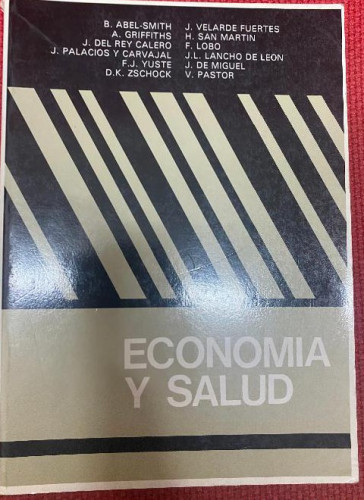 B. ABEL-SMITH
A. GRIFFITHS
J. DEL REY CALERO
J. PALACIOS Y CARVAJAL
F.J. YUSTE
D.K. ZSCHOCK
J. VELARDE FUERTES
H. SAN MARTIN
F. LOBO
J.L. LANCHO DE LEON
J. DE MIGUEL
V. PASTOR
ECONOMIA
Y SALUD